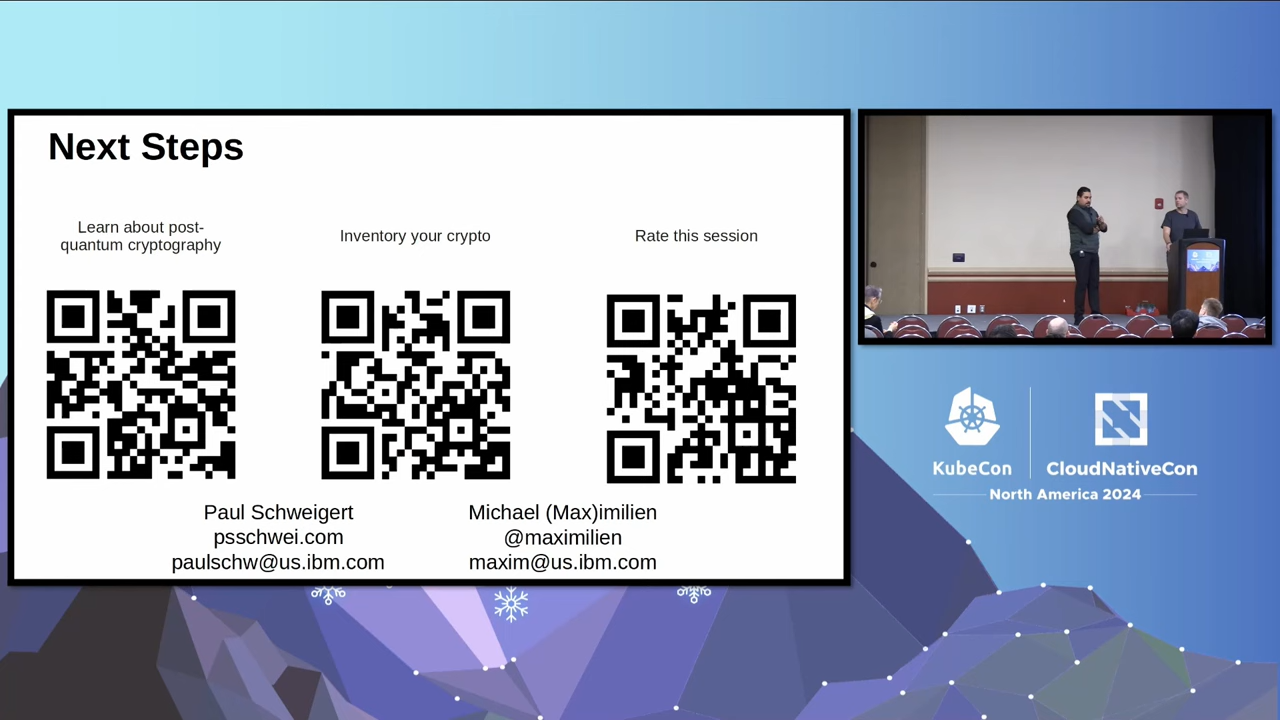 Next Steps
Learn about post-
quantum cryptography
Inventory your crypto
Rate this session
Paul Schweigert
psschwei.com
paulschw@us.ibm.com
Michael (Max)imilien
@maximilien
maxim@us.ibm.com
KubeCon
CloudNativeCon
North America 2024